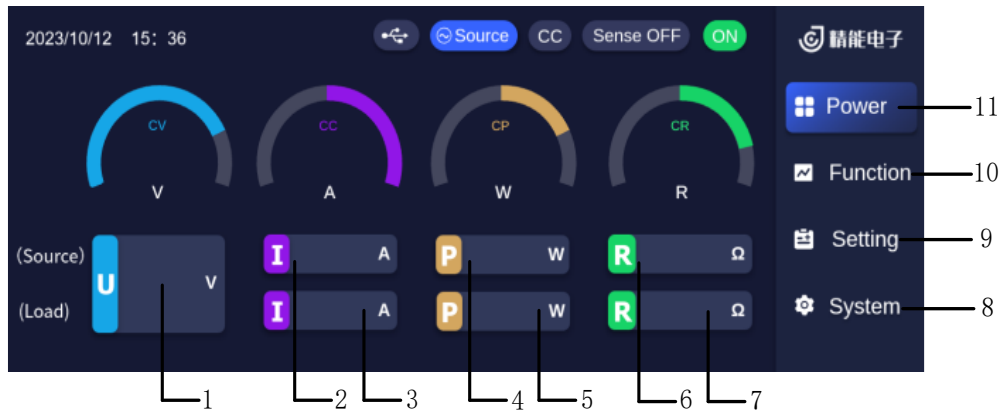 2023/10/12 15: 36 Source CC Sense OFF ON 精能电子
CV CC CP CR
V A W R
Power 11
Function 10
Setting 9
System 8
(Source) U V I A P W R Ω
(Load) I A P W R Ω
1 2 3 4 5 6 7